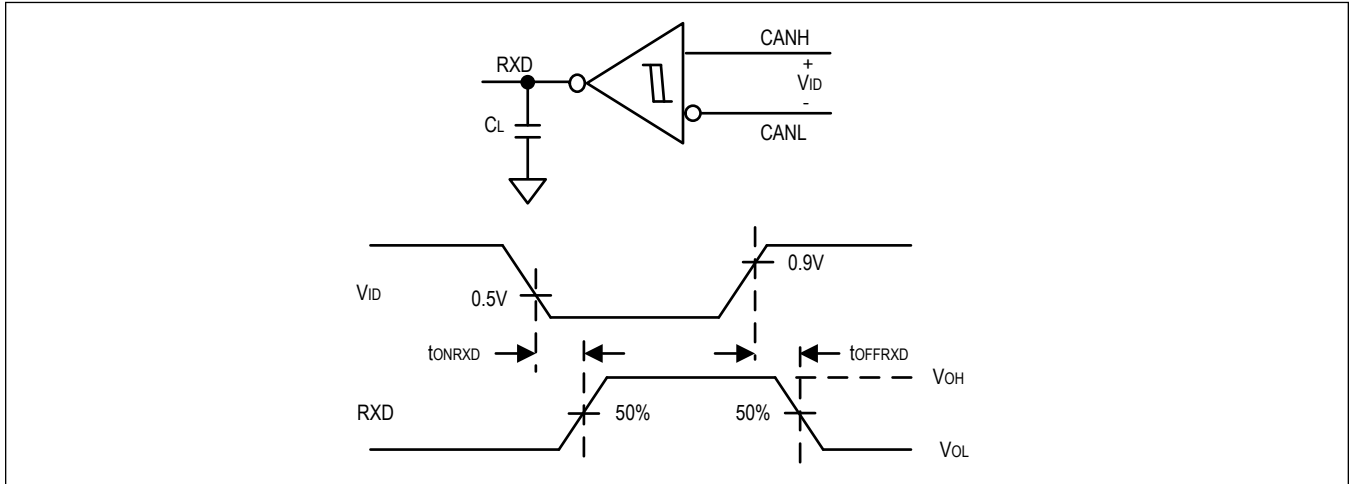 CANH
RXD
+
VID
-
CL
CANL
0.9V
VID
0.5V
tONRXD
tOFFRXD
VOH
RXD
50%
50%
VOL